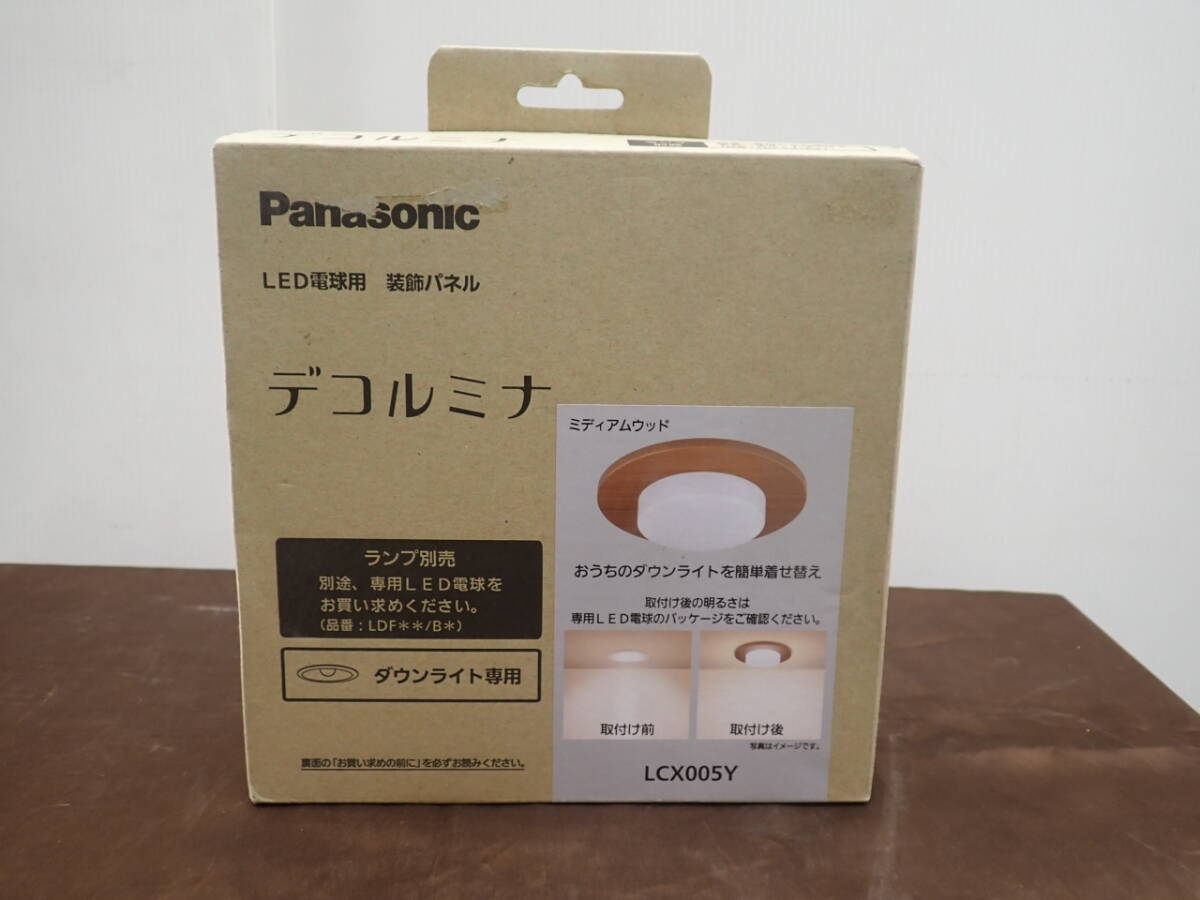 デコルミナ
Panasonic
LED電球用 装飾パネル
デコルミナ
ミディアムウッド
おうちのダウンライトを簡単着せ替え
取付け後の明るさは
専用LED電球のパッケージをご確認ください。
取付け前
取付け後
写真はイメージです。
LCX005Y
ランプ別売
別途、専用LED電球を
お買い求めください。
(品番:LDF＊＊/B＊)
ダウンライト専用
裏面の「お買い求めの前に」を必ずお読みください。